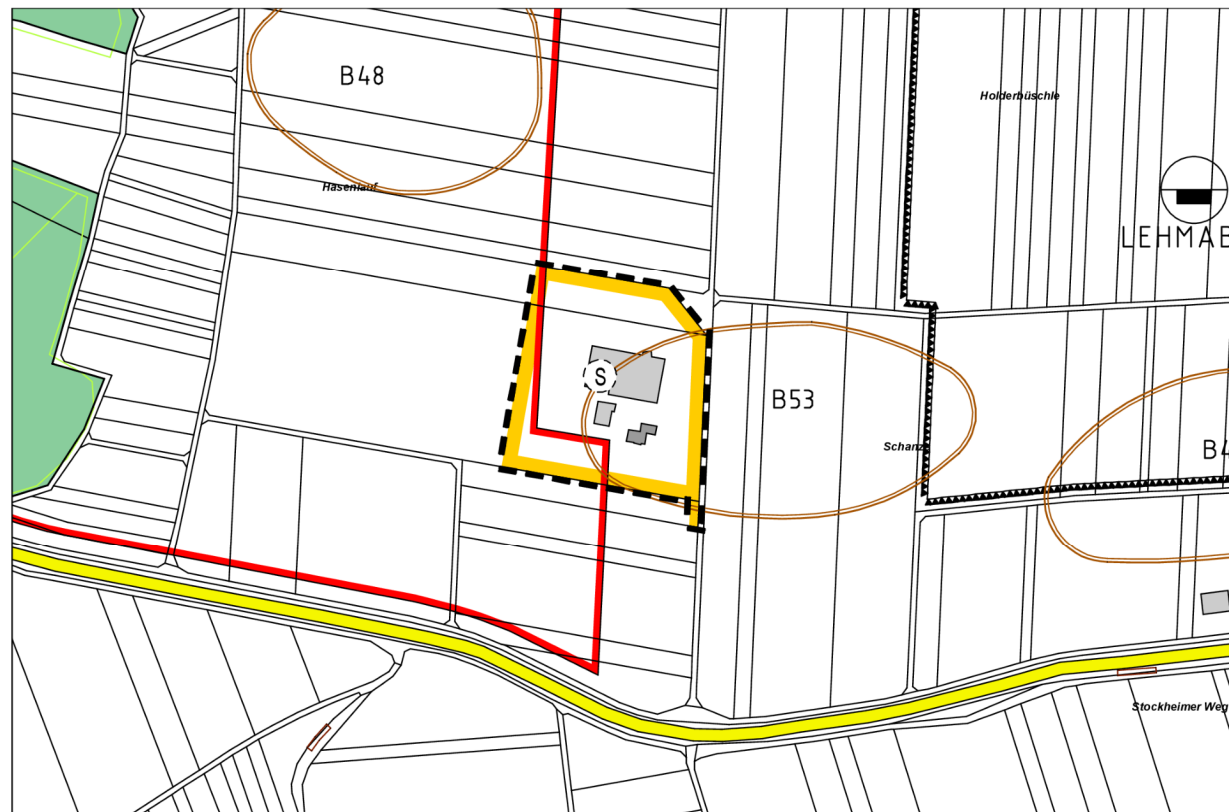 B48
Holderbüschle
Hasenlauf
LEHMAB
S
B53
Schanz
B4
Stockheimer Weg